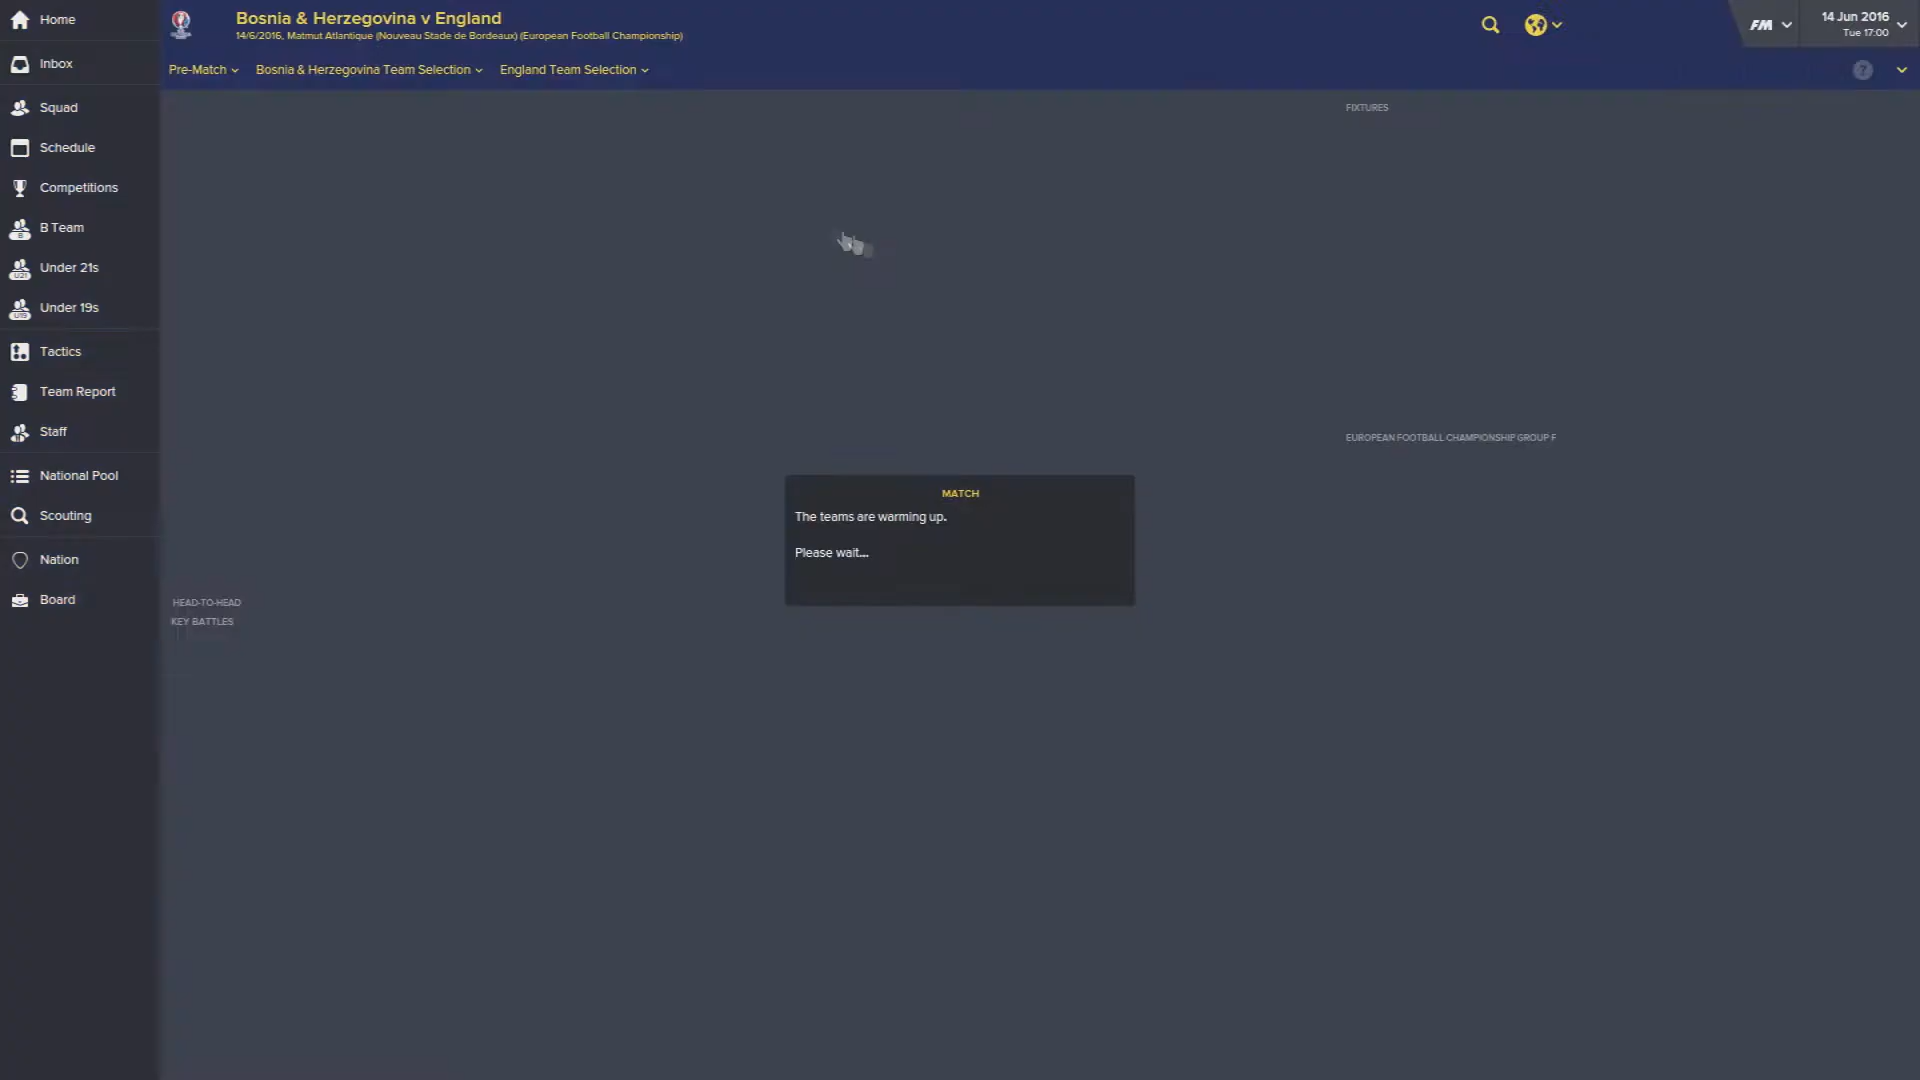 Home
Inbox
Squad
Schedule
Competitions
B Team
Under 21s
Under 19s
Tactics
Team Report
Staff
National Pool
Scouting
Nation
Board
Bosnia & Herzegovina v England
14/6/2016, Matmut Atlantique (Nouveau Stade de Bordeaux) (European Football Championship)
Pre-Match
Bosnia & Herzegovina Team Selection
England Team Selection
FM
14 Jun 2016
Tue 17:00
?
FIXTURES
EUROPEAN FOOTBALL CHAMPIONSHIP GROUP F
MATCH
The teams are warming up.
Please wait...
HEAD-TO-HEAD
KEY BATTLES